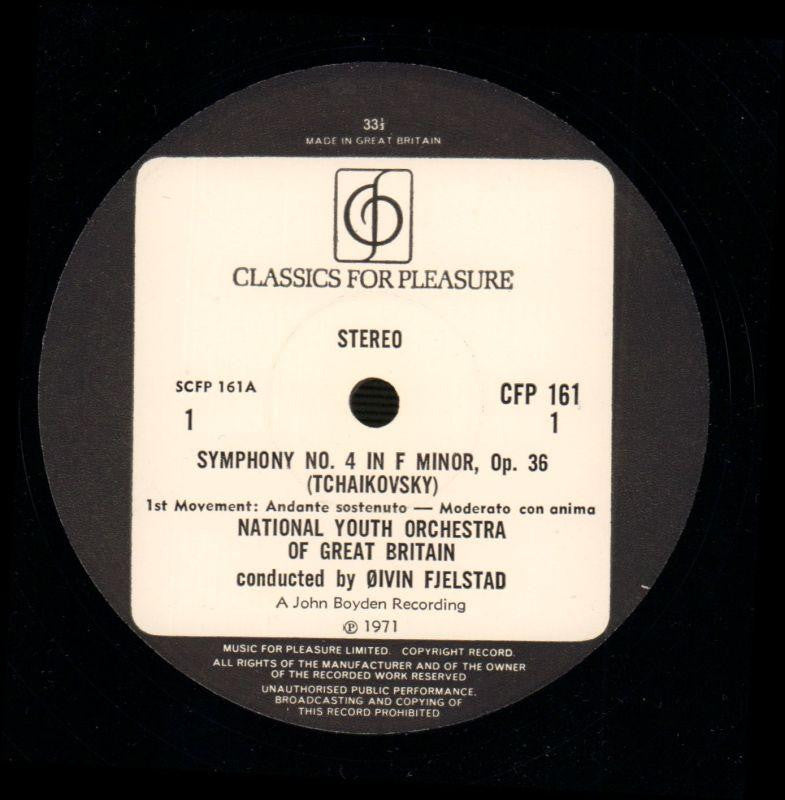 33⅓
MADE IN GREAT BRITAIN
CLASSICS FOR PLEASURE
STEREO
SCFP 161A
1
CFP 161
1
SYMPHONY NO. 4 IN F MINOR, Op. 36
(TCHAIKOVSKY)
1st Movement: Andante sostenuto — Moderato con anima
NATIONAL YOUTH ORCHESTRA
OF GREAT BRITAIN
conducted by ØIVIN FJELSTAD
A John Boyden Recording
℗ 1971
MUSIC FOR PLEASURE LIMITED. COPYRIGHT RECORD.
ALL RIGHTS OF THE MANUFACTURER AND OF THE OWNER
OF THE RECORDED WORK RESERVED
UNAUTHORISED PUBLIC PERFORMANCE,
BROADCASTING AND COPYING OF
THIS RECORD PROHIBITED